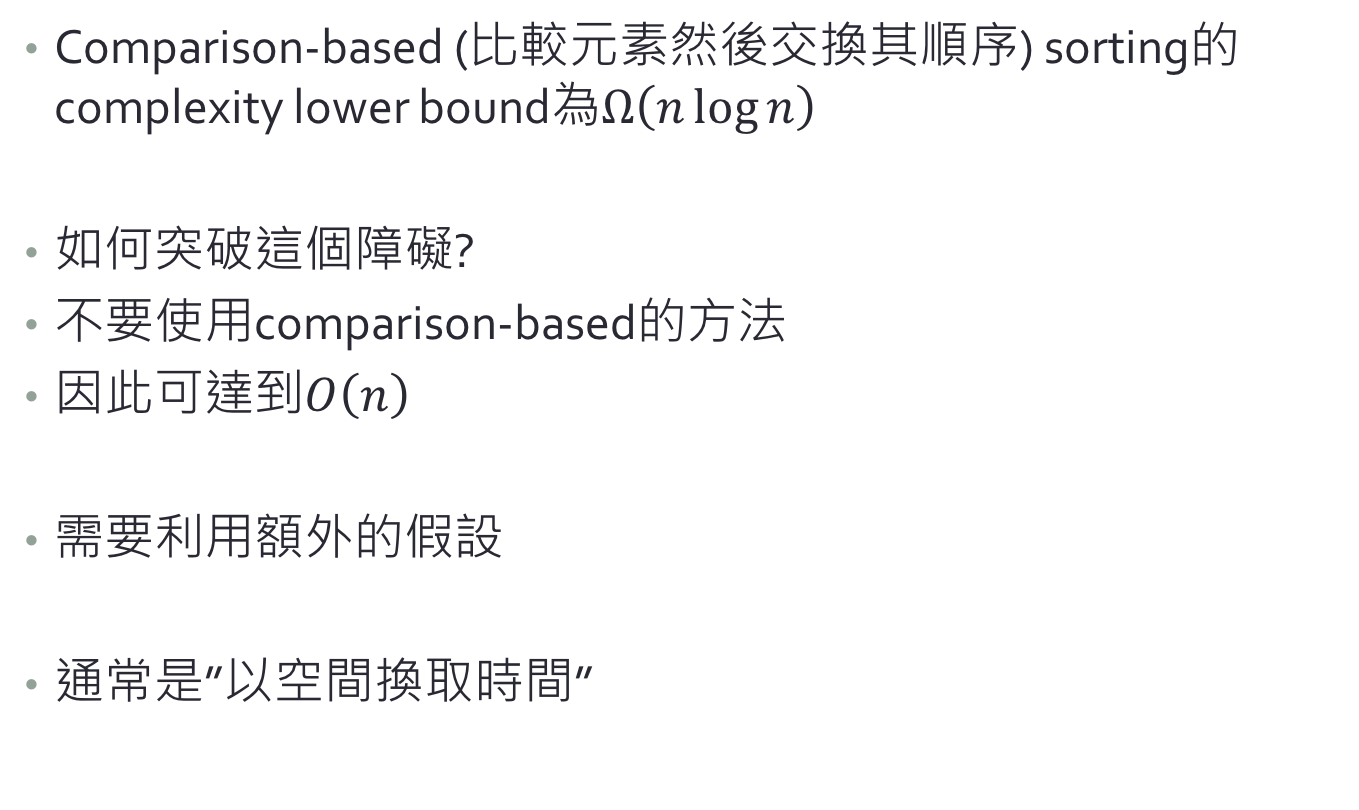 • Comparison-based (比較元素然後交換其順序) sorting的
complexity lower bound為Ω(n log n)
• 如何突破這個障礙?
• 不要使用comparison-based的方法
• 因此可達到O(n)
• 需要利用額外的假設
• 通常是”以空間換取時間”